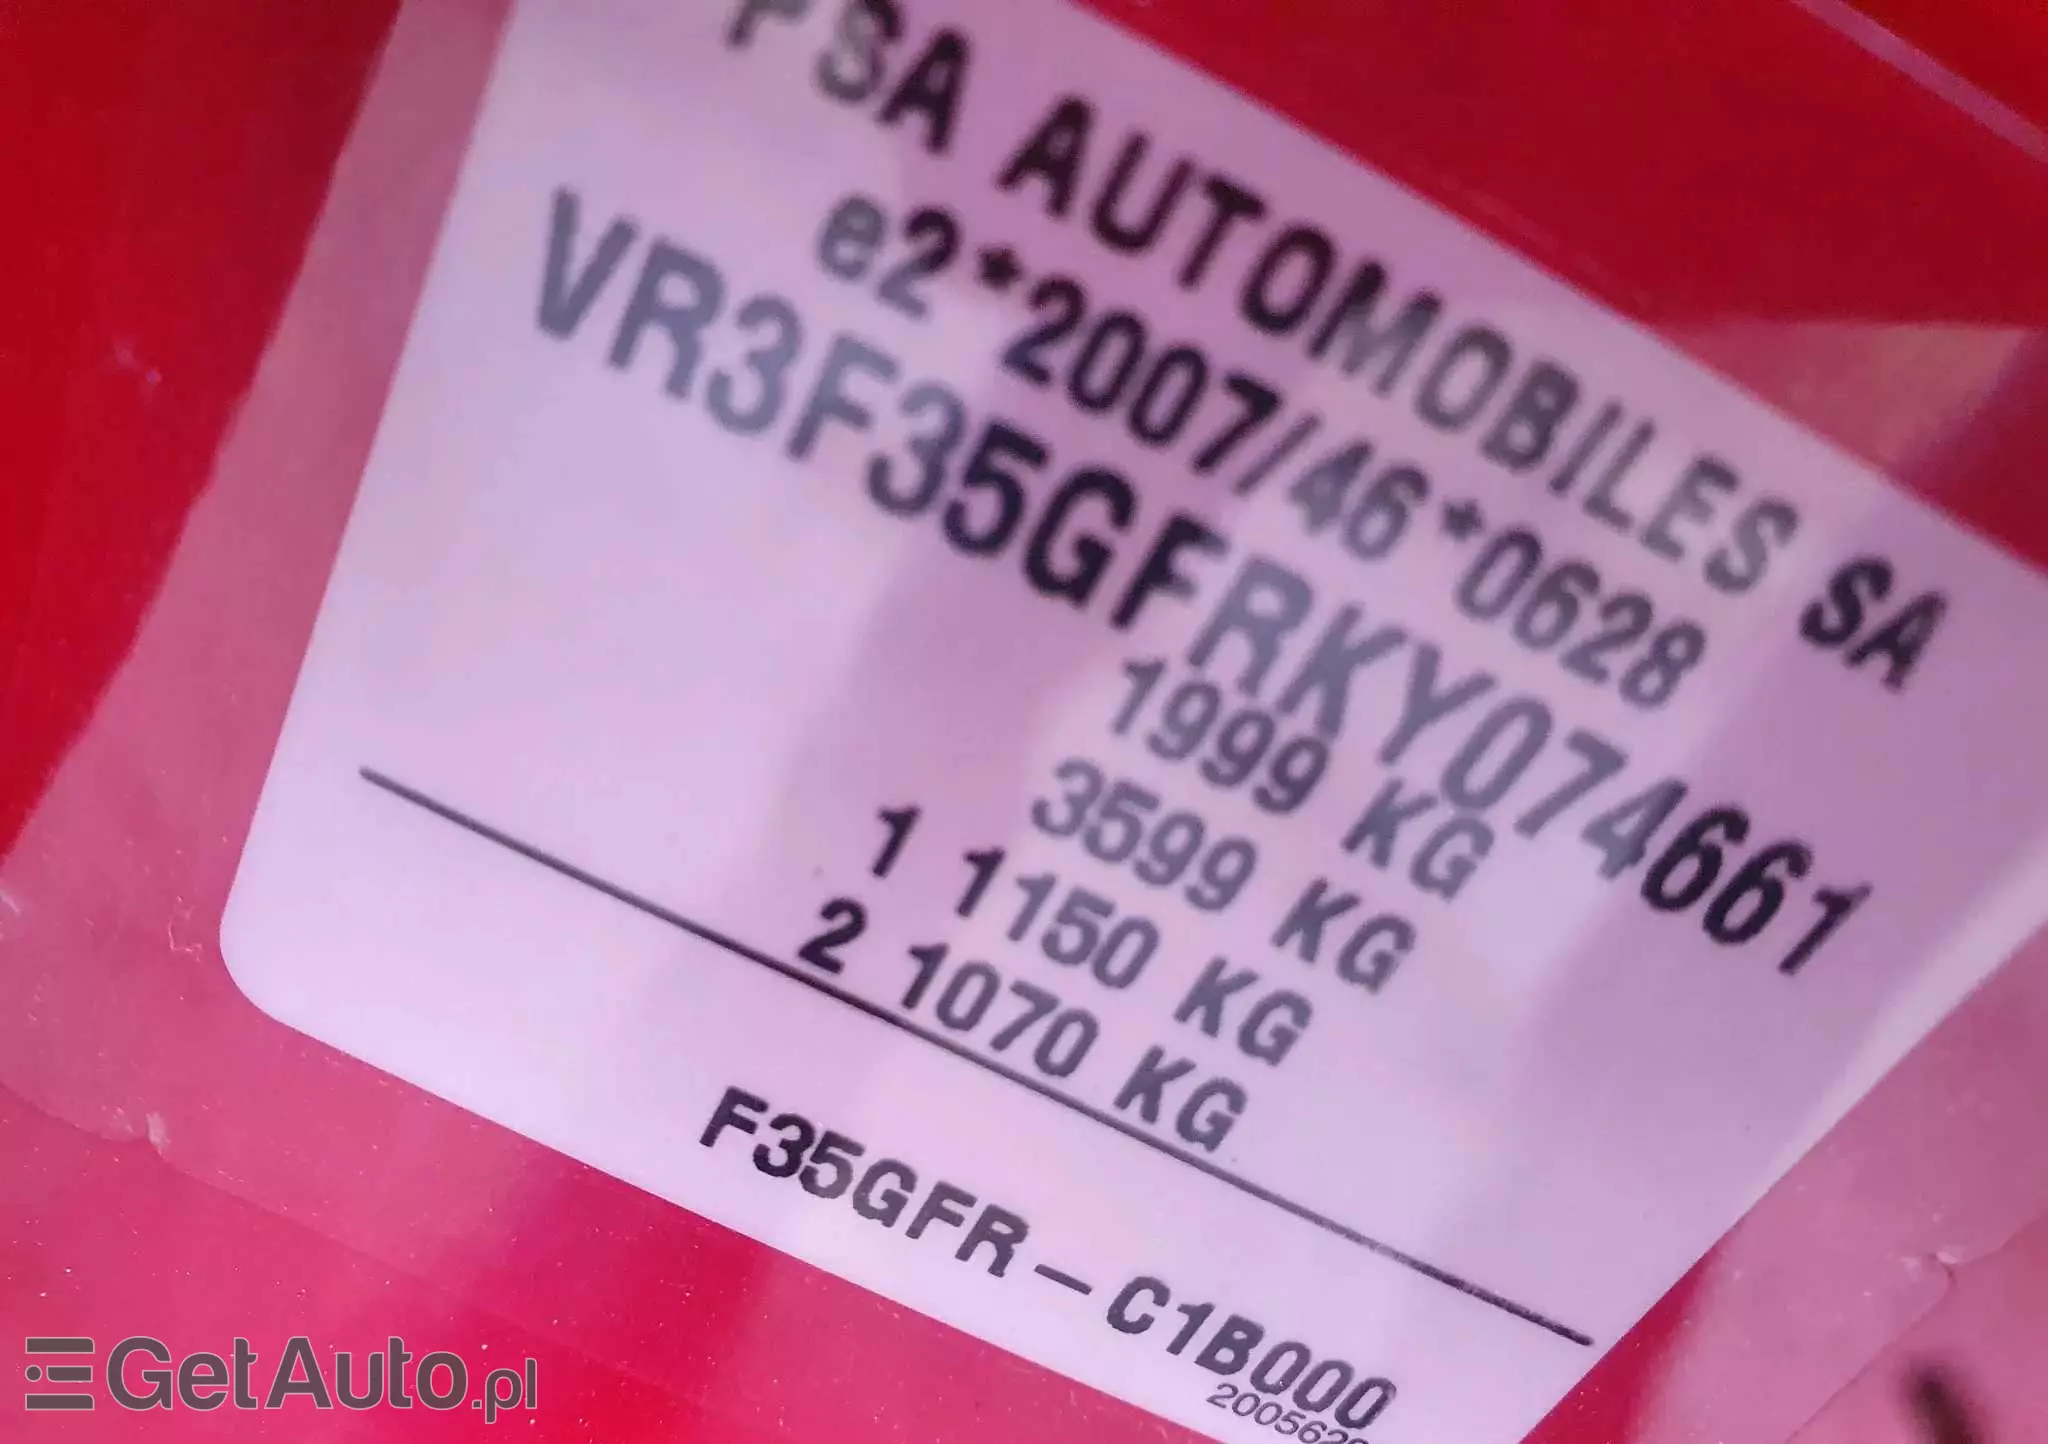 PSA AUTOMOBILES SA
e2*2007/46*0628
VR3F35GFRKY074661
1999 KG
3599 KG
1 1150 KG
2 1070 KG
F35GFR – C1B000
GetAuto.pl